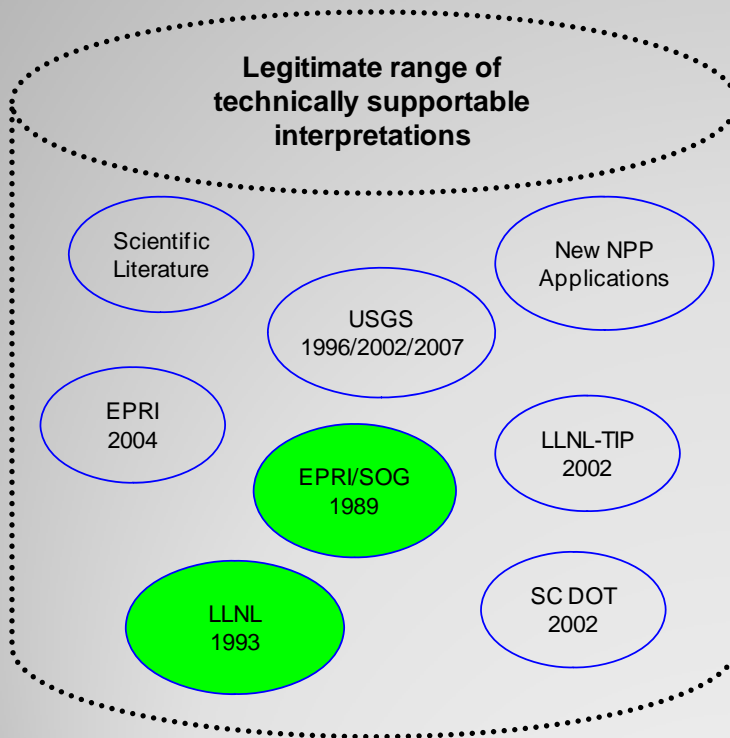 Legitimate range of
technically supportable
interpretations
Scientific
Literature
New NPP
Applications
USGS
1996/2002/2007
EPRI
2004
LLNL-TIP
2002
EPRI/SOG
1989
SC DOT
2002
LLNL
1993